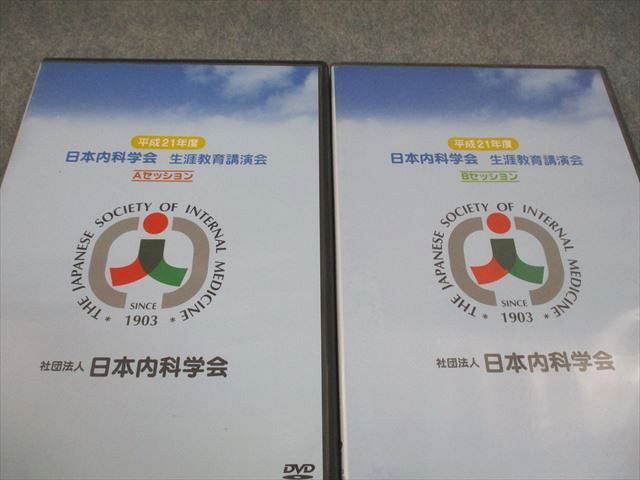 平成21年度
日本内科学会 生涯教育講演会
Aセッション
THE JAPANESE SOCIETY OF INTERNAL MEDICINE
SINCE
* 1903 *
社団法人 日本内科学会
DVD
平成21年度
日本内科学会 生涯教育講演会
Bセッション
THE JAPANESE SOCIETY OF INTERNAL MEDICINE
SINCE
* 1903 *
社団法人 日本内科学会